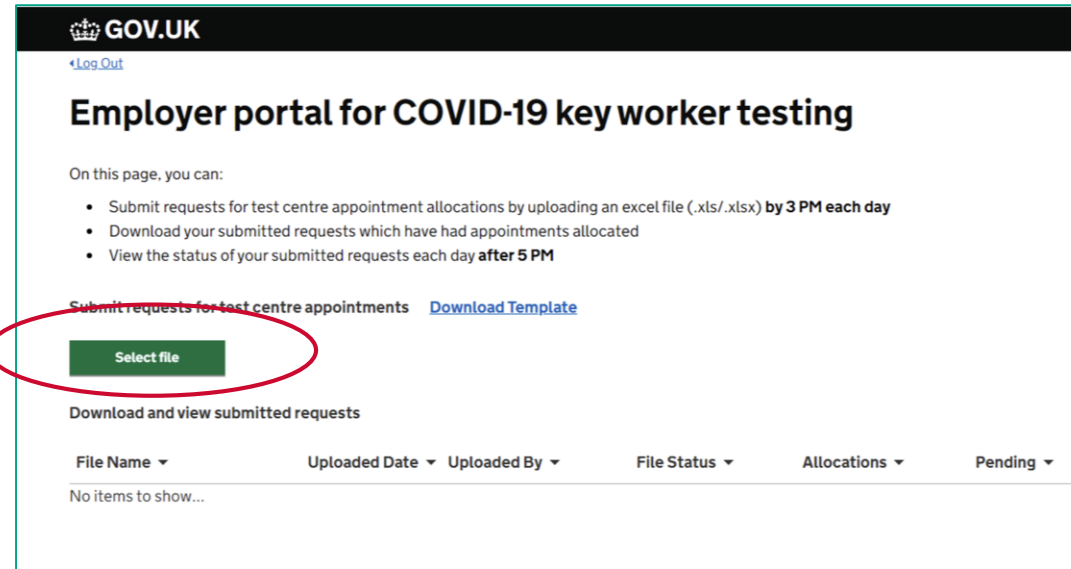 GOV.UK
Log Out
Employer portal for COVID-19 key worker testing
On this page, you can:
• Submit requests for test centre appointment allocations by uploading an excel file (.xls/.xlsx) by 3 PM each day
• Download your submitted requests which have had appointments allocated
• View the status of your submitted requests each day after 5 PM
Submit requests for test centre appointments Download Template
Select file
Download and view submitted requests
File Name Uploaded Date Uploaded By File Status Allocations Pending
No items to show...